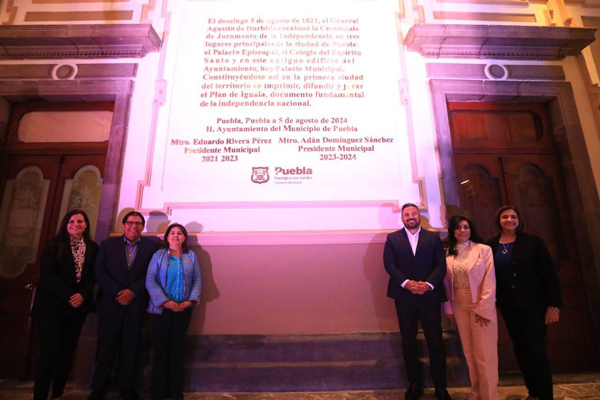 El domingo 5 de agosto de 1821, el General
Agustín de Iturbide encabezó la Ceremonia
de Juramento de la Independencia en tres
lugares principales de la ciudad de Puebla:
el Palacio Episcopal, el Colegio del Espíritu
Santo y en este antiguo edificio del
Ayuntamiento, hoy Palacio Municipal,
Constituyéndose así en la primera ciudad
del territorio en imprimir, difundir y jurar
el Plan de Iguala, documento fundamental
de la independencia nacional.
Puebla, Puebla a 5 de agosto de 2024
H. Ayuntamiento del Municipio de Puebla
Mtro. Eduardo Rivera Pérez
Presidente Municipal
2021-2023
Mtro. Adán Domínguez Sánchez
Presidente Municipal
2023-2024
Puebla